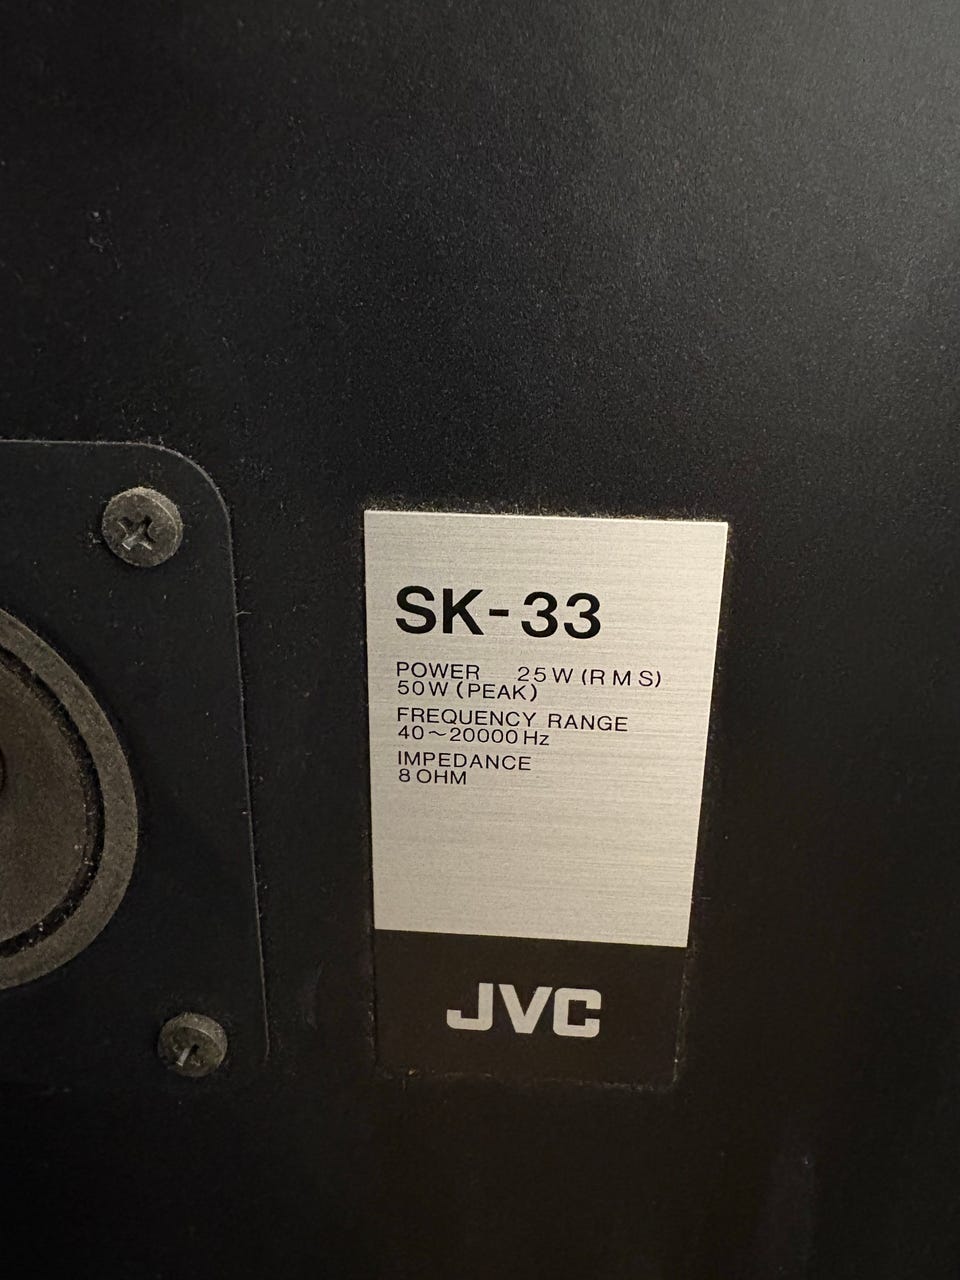 SK-33
POWER 25W (RMS)
50W (PEAK)
FREQUENCY RANGE
40~20000Hz
IMPEDANCE
8 OHM
JVC